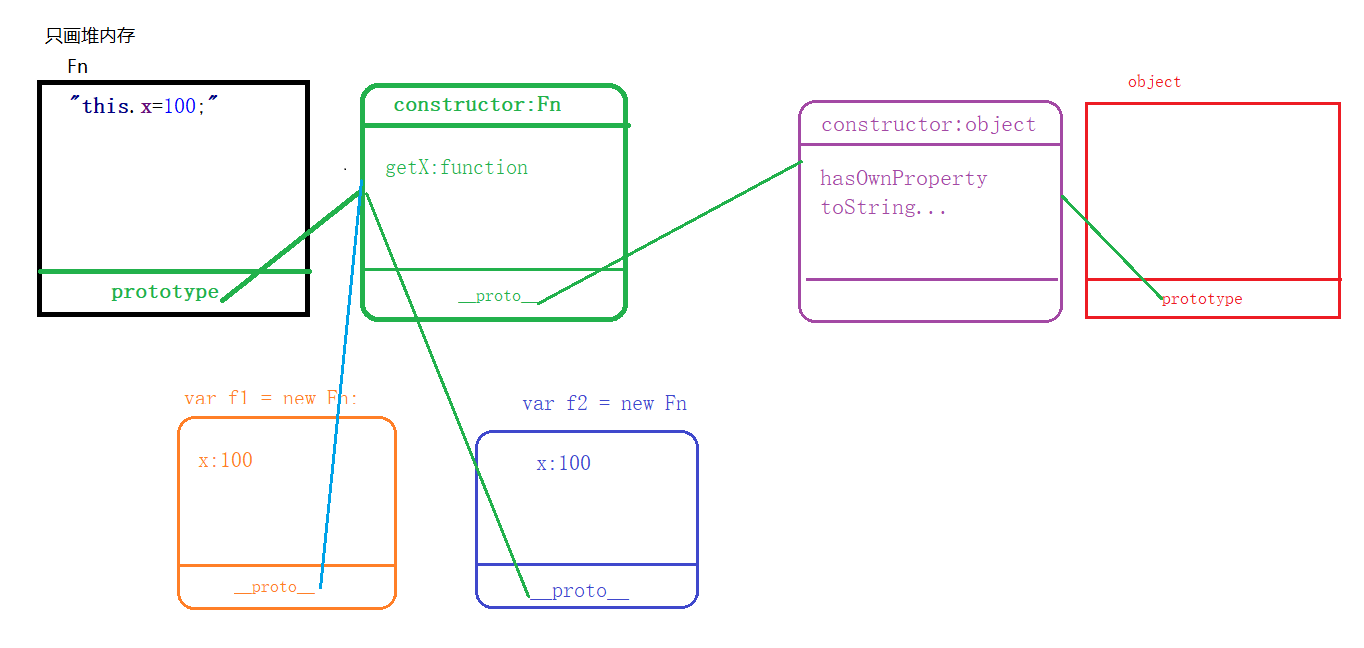 只画堆内存
Fn
"this.x=100;"
prototype
constructor:Fn
getX:function
__proto__
constructor:object
hasOwnProperty
toString...
object
prototype
var f1 = new Fn;
x:100
__proto__
var f2 = new Fn
x:100
__proto__